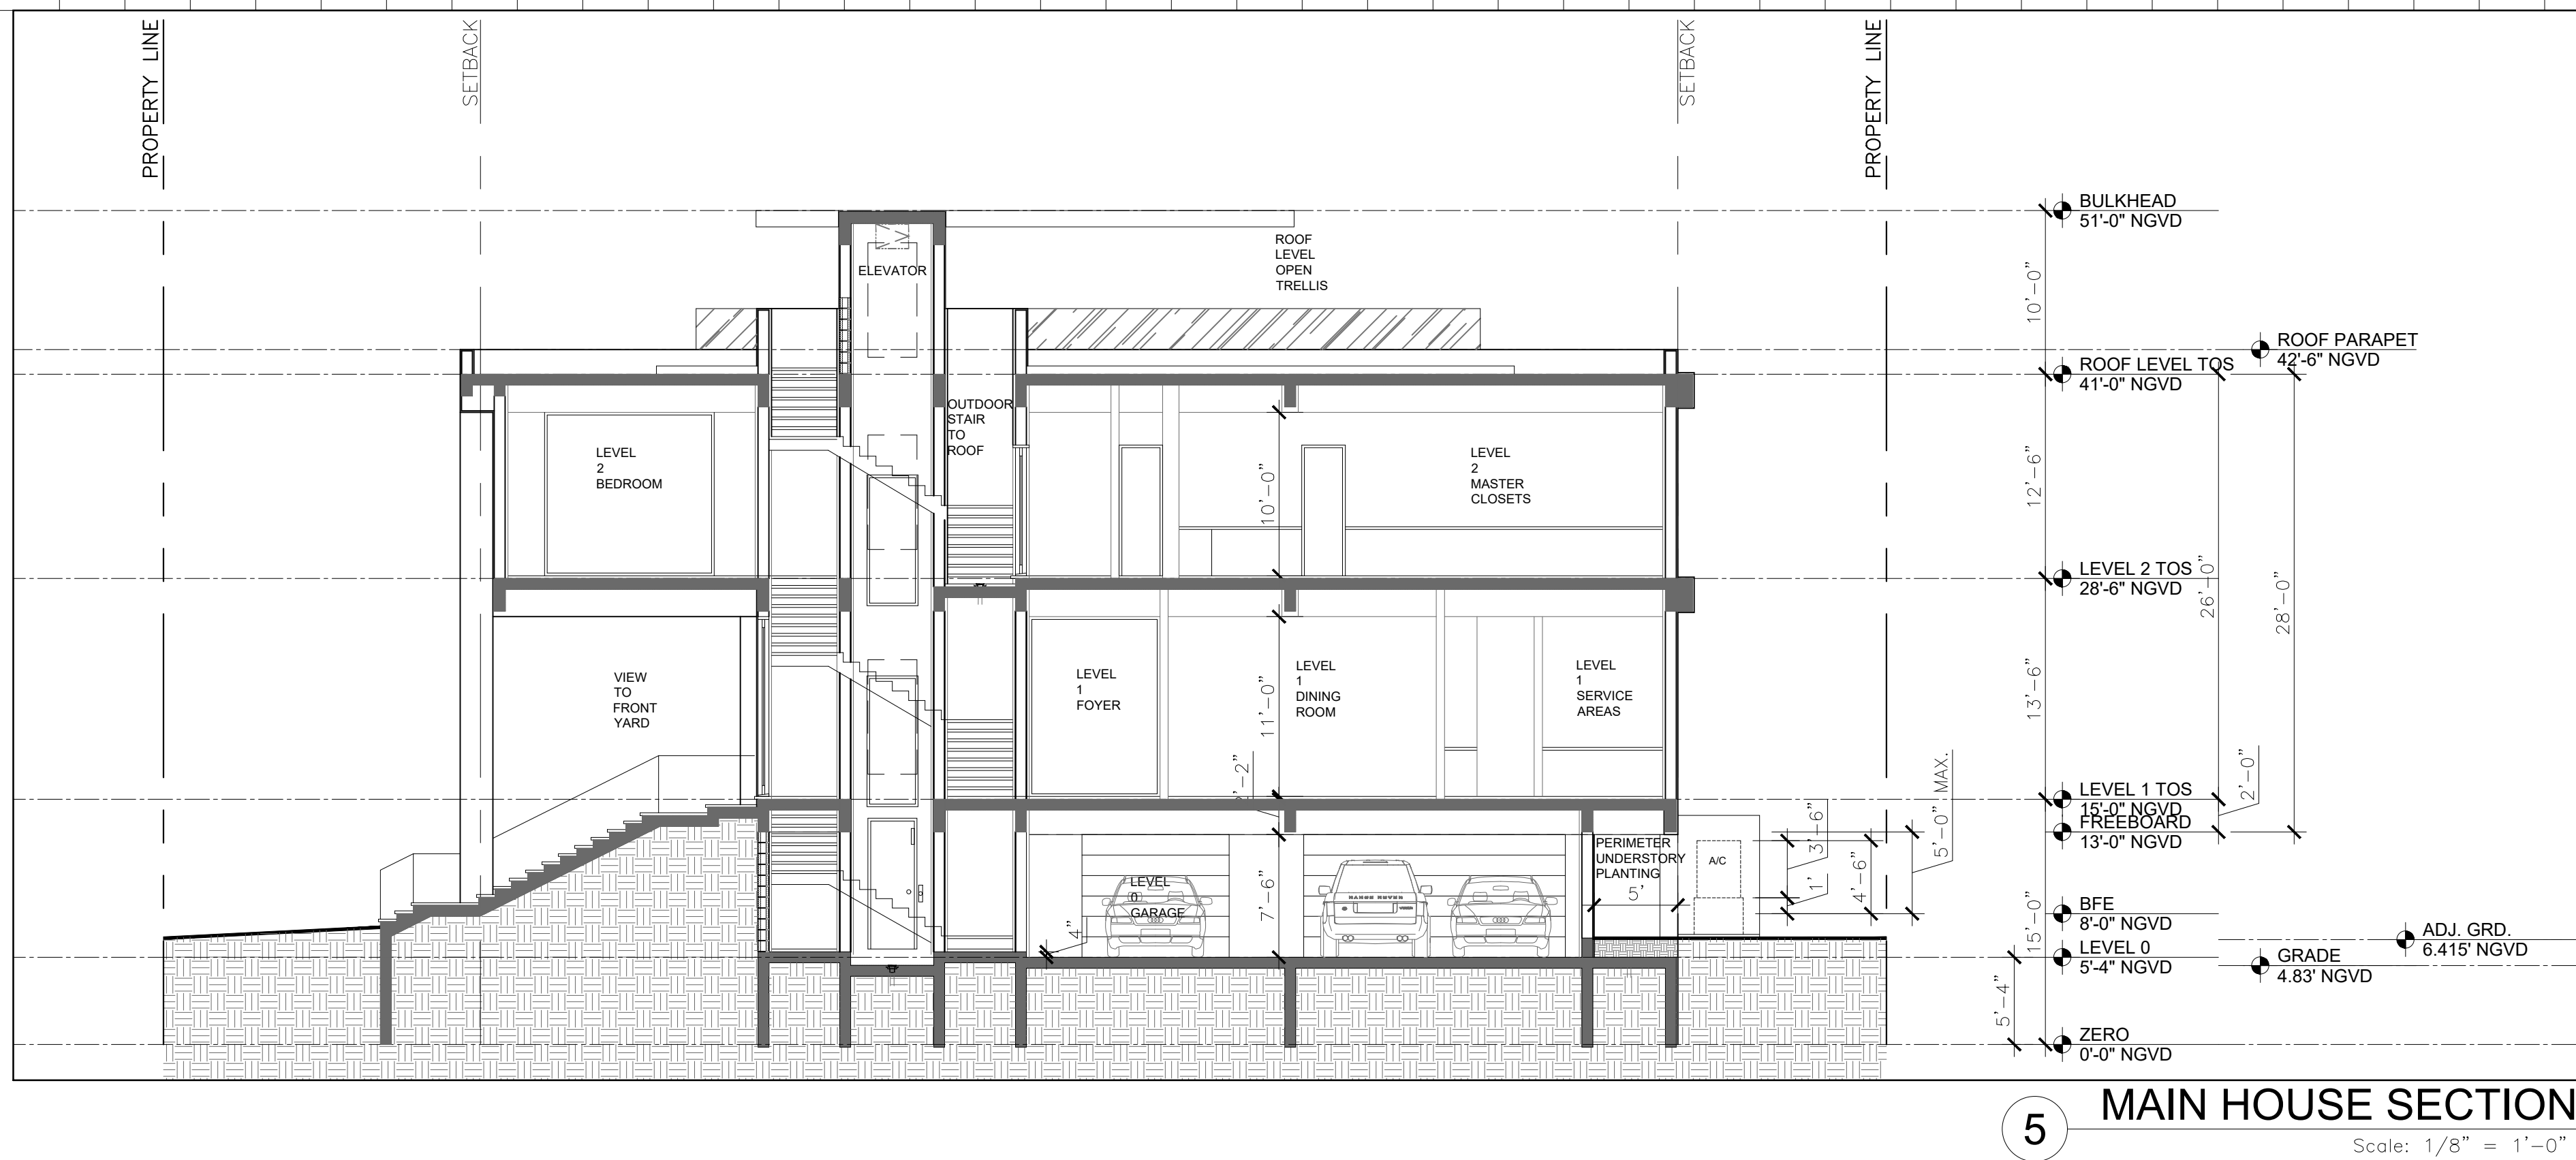 PROPERTY LINE
SETBACK
SETBACK
PROPERTY LINE
BULKHEAD
51'-0" NGVD
ROOF
LEVEL
OPEN
TRELLIS
ELEVATOR
10'-0"
ROOF PARAPET
42'-6" NGVD
ROOF LEVEL TOS
41'-0" NGVD
OUTDOOR
STAIR
TO
ROOF
LEVEL
2
BEDROOM
10'-0"
LEVEL
2
MASTER
CLOSETS
12'-6"
LEVEL 2 TOS
28'-6" NGVD
26'-0"
28'-0"
VIEW
TO
FRONT
YARD
LEVEL
1
FOYER
11'-0"
LEVEL
1
DINING
ROOM
LEVEL
1
SERVICE
AREAS
13'-6"
2'-2"
5'-0" MAX.
2'-0"
LEVEL 1 TOS
15'-0" NGVD
FREEBOARD
13'-0" NGVD
PERIMETER
UNDERSTORY
PLANTING
5'
A/C
3'-6"
1'
4'-6"
LEVEL
0
GARAGE
7'-6"
RANGE ROVER
4"
BFE
8'-0" NGVD
15'-0"
ADJ. GRD.
6.415' NGVD
LEVEL 0
5'-4" NGVD
GRADE
4.83' NGVD
5'-4"
ZERO
0'-0" NGVD
5
MAIN HOUSE SECTION
Scale: 1/8" = 1'-0"